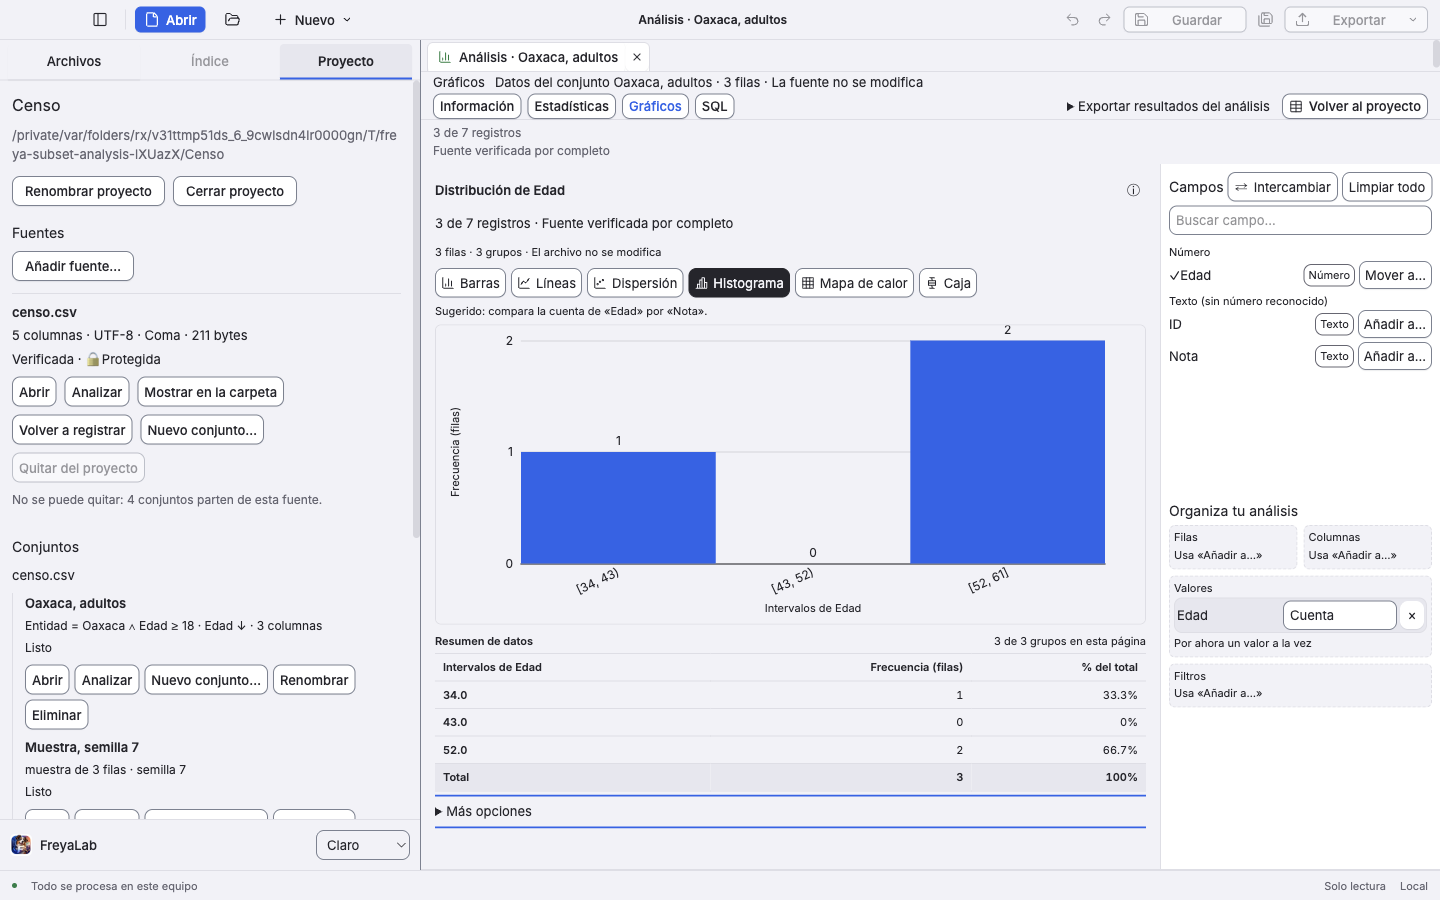 Abrir
Nuevo
Análisis · Oaxaca, adultos
Guardar
Exportar
Archivos
Índice
Proyecto
Censo
/private/var/folders/rx/v31ttmp51ds_6_9cwlsdn4lr0000gn/T/fre
ya-subset-analysis-IXUazX/Censo
Renombrar proyecto
Cerrar proyecto
Fuentes
Añadir fuente...
censo.csv
5 columnas · UTF-8 · Coma · 211 bytes
Verificada · 🔒Protegida
Abrir
Analizar
Mostrar en la carpeta
Volver a registrar
Nuevo conjunto...
Quitar del proyecto
No se puede quitar: 4 conjuntos parten de esta fuente.
Conjuntos
censo.csv
Oaxaca, adultos
Entidad = Oaxaca ∧ Edad ≥ 18 · Edad ↓ · 3 columnas
Listo
Abrir
Analizar
Nuevo conjunto...
Renombrar
Eliminar
Muestra, semilla 7
muestra de 3 filas · semilla 7
Listo
FreyaLab
Claro
Análisis · Oaxaca, adultos
Gráficos Datos del conjunto Oaxaca, adultos · 3 filas · La fuente no se modifica
Información
Estadísticas
Gráficos
SQL
Exportar resultados del análisis
Volver al proyecto
3 de 7 registros
Fuente verificada por completo
Distribución de Edad
3 de 7 registros · Fuente verificada por completo
3 filas · 3 grupos · El archivo no se modifica
Barras
Líneas
Dispersión
Histograma
Mapa de calor
Caja
Sugerido: compara la cuenta de «Edad» por «Nota».
2
2
1
1
0
0
Frecuencia (filas)
[34, 43)
[43, 52)
[52, 61]
Intervalos de Edad
Resumen de datos
3 de 3 grupos en esta página
Intervalos de Edad Frecuencia (filas) % del total
34.0 1 33.3%
43.0 0 0%
52.0 2 66.7%
Total 3 100%
Más opciones
Campos
Intercambiar
Limpiar todo
Buscar campo...
Número
✓Edad Número Mover a...
Texto (sin número reconocido)
ID Texto Añadir a...
Nota Texto Añadir a...
Organiza tu análisis
Filas
Usa «Añadir a...»
Columnas
Usa «Añadir a...»
Valores
Edad Cuenta ×
Por ahora un valor a la vez
Filtros
Usa «Añadir a...»
Todo se procesa en este equipo
Solo lectura
Local